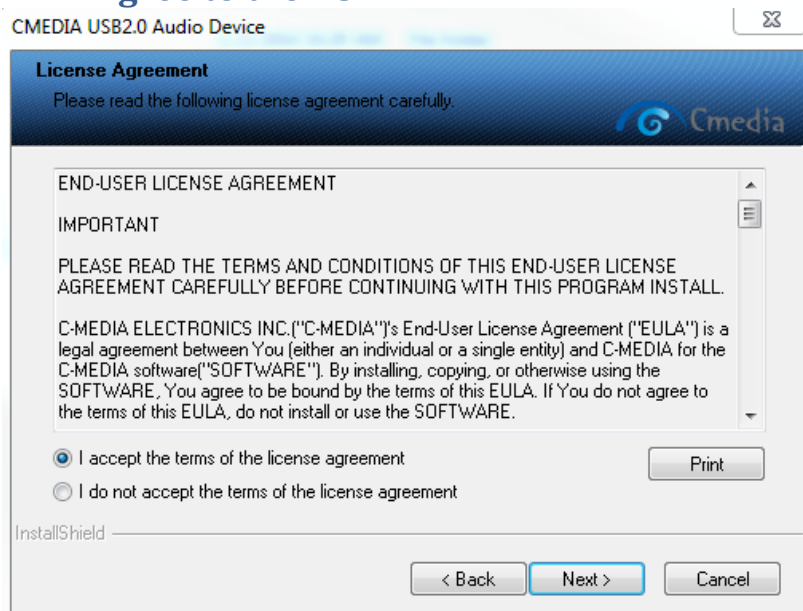 CMEDIA USB2.0 Audio Device
License Agreement
Please read the following license agreement carefully.
Cmedia
END-USER LICENSE AGREEMENT
IMPORTANT
PLEASE READ THE TERMS AND CONDITIONS OF THIS END-USER LICENSE
AGREEMENT CAREFULLY BEFORE CONTINUING WITH THIS PROGRAM INSTALL.
C-MEDIA ELECTRONICS INC.("C-MEDIA")'s End-User License Agreement ("EULA") is a
legal agreement between You (either an individual or a single entity) and C-MEDIA for the
C-MEDIA software("SOFTWARE"). By installing, copying, or otherwise using the
SOFTWARE, You agree to be bound by the terms of this EULA. If You do not agree to
the terms of this EULA, do not install or use the SOFTWARE.
I accept the terms of the license agreement
Print
I do not accept the terms of the license agreement
InstallShield
< Back
Next >
Cancel